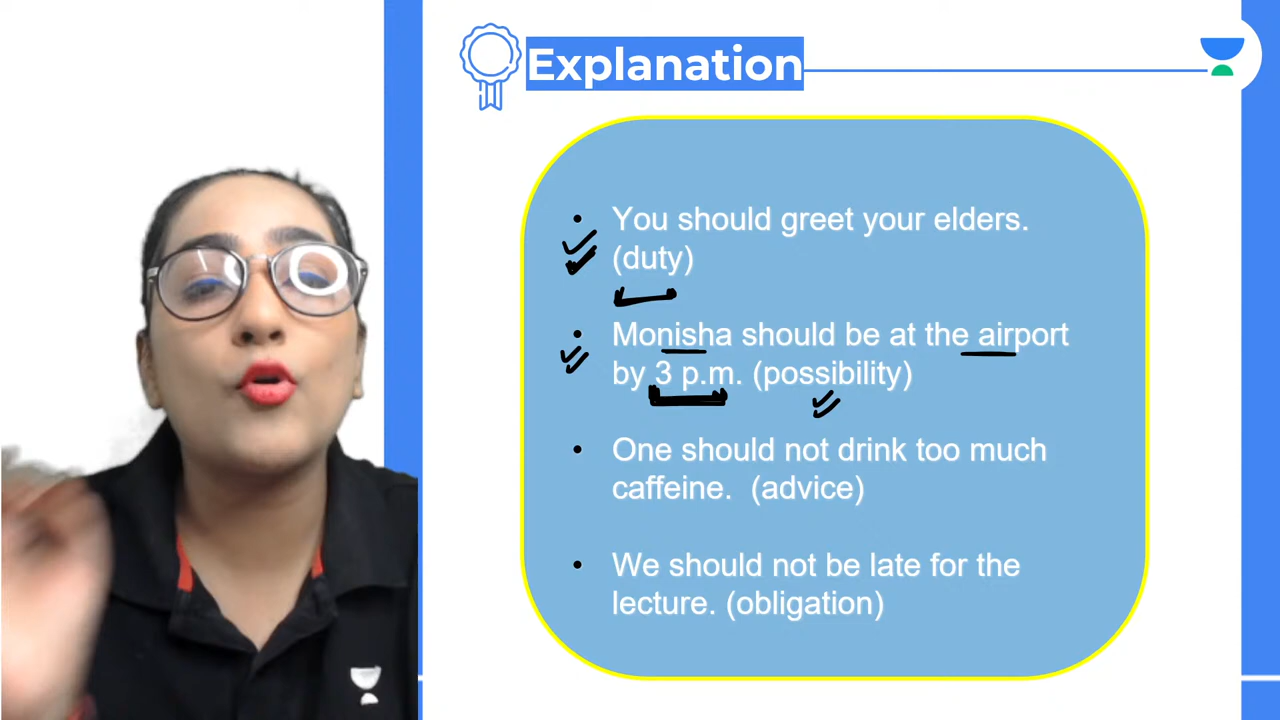 Explanation
• You should greet your elders.
(duty)
• Monisha should be at the airport
by 3 p.m. (possibility)
• One should not drink too much
caffeine. (advice)
• We should not be late for the
lecture. (obligation)